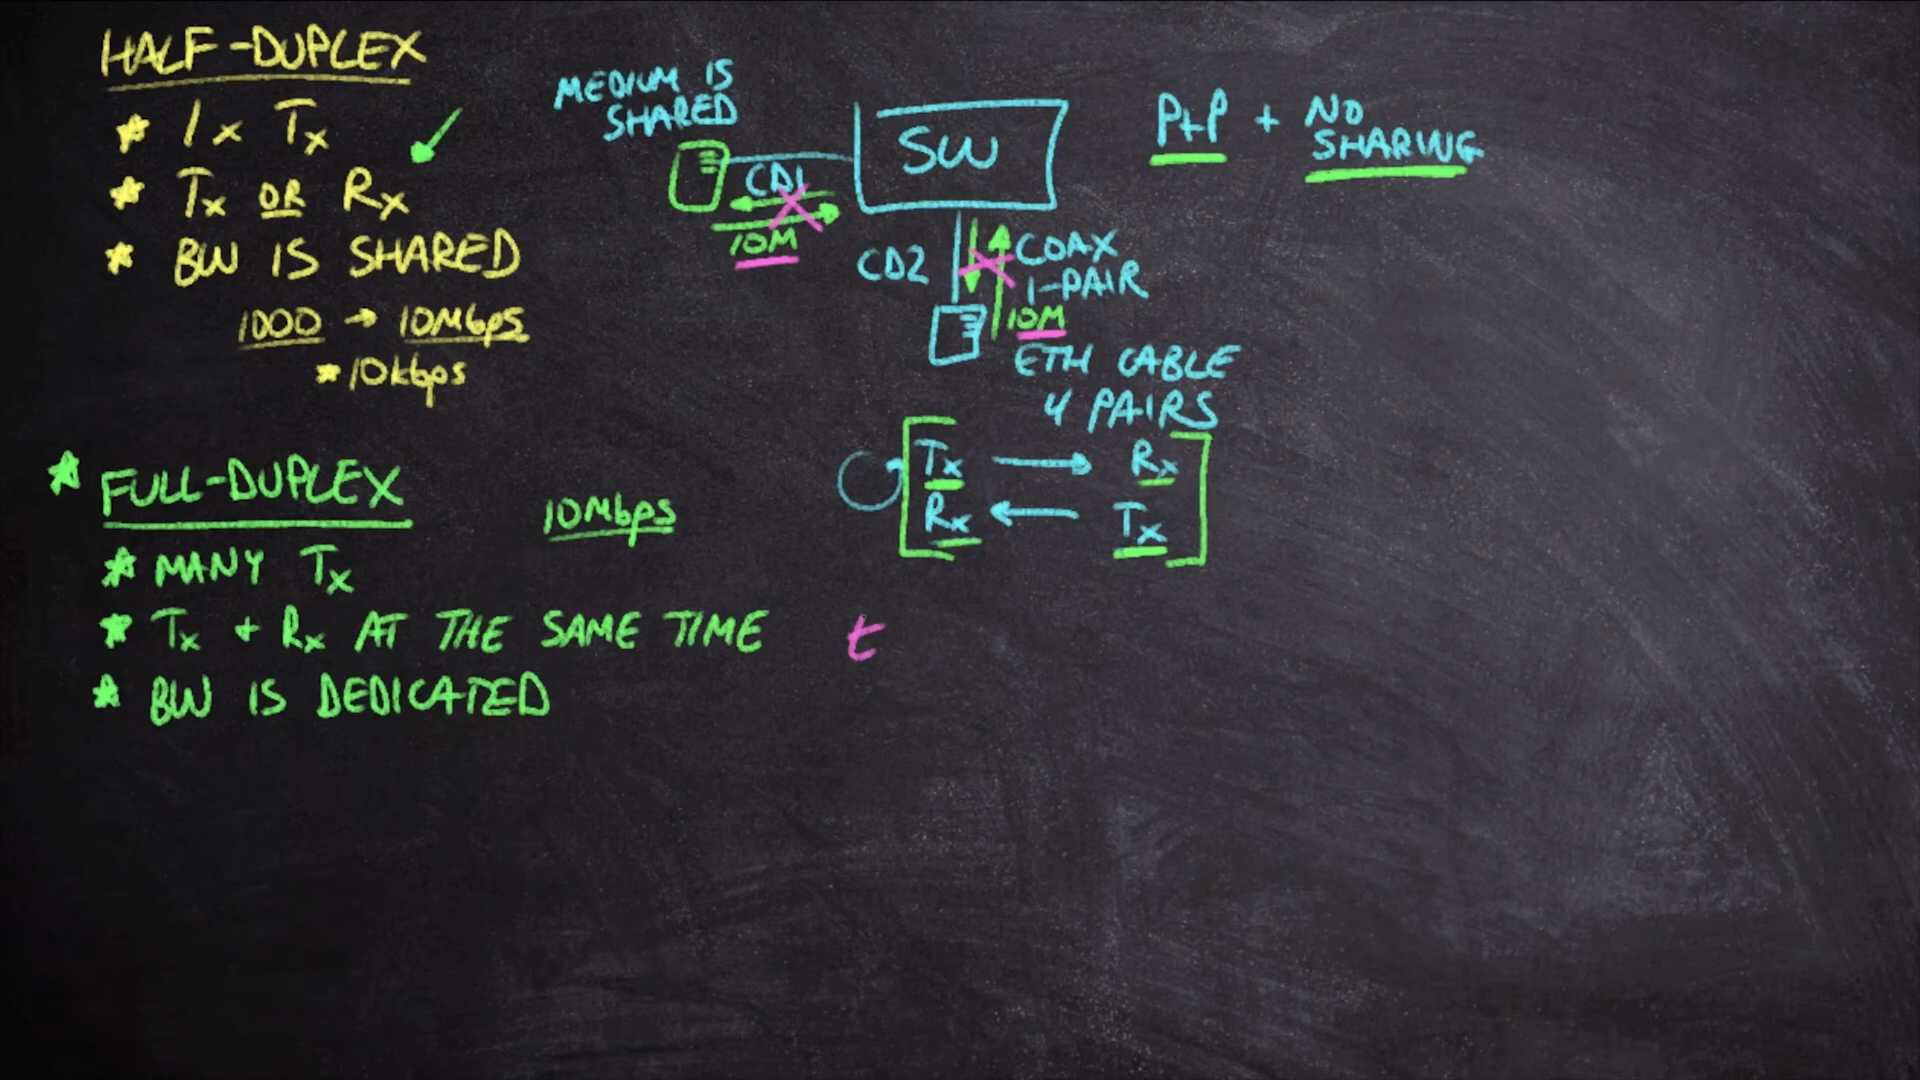 HALF-DUPLEX
* 1x Tx
* Tx OR Rx
* BW IS SHARED
1000 → 10Mbps
* 10kbps
MEDIUM IS
SHARED
SW
PtP + NO
SHARING
CD1
10M
CD2
COAX
1-PAIR
10M
ETH CABLE
4 PAIRS
Tx → Rx
Rx ← Tx
* FULL-DUPLEX
10Mbps
* MANY Tx
* Tx + Rx AT THE SAME TIME
t
* BW IS DEDICATED